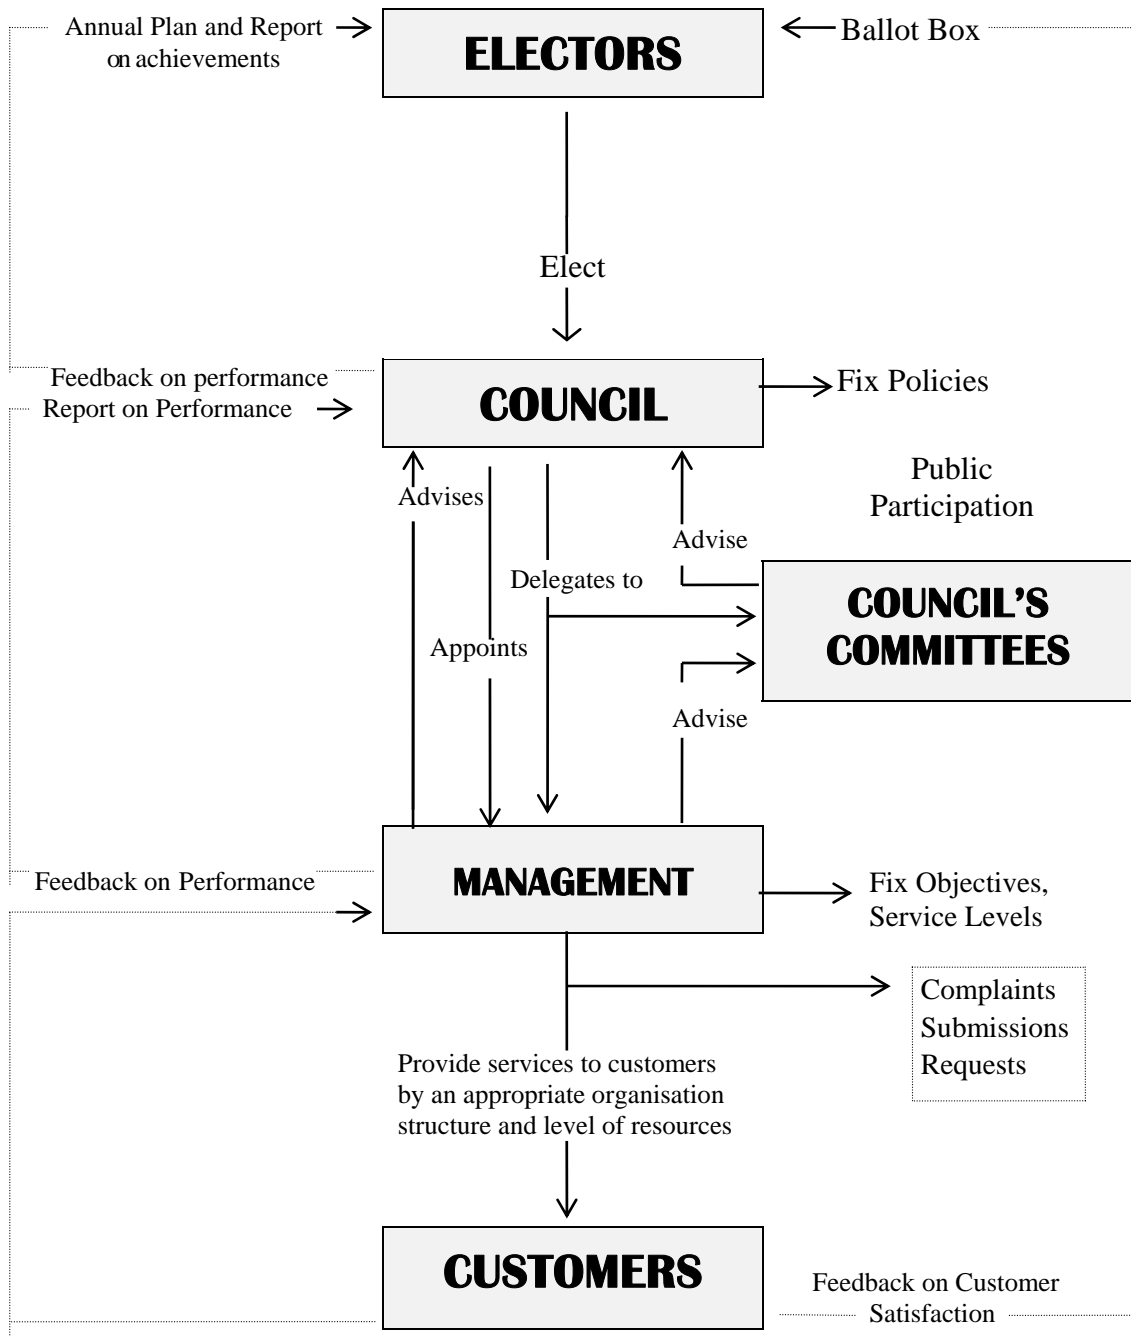 Annual Plan and Report
on achievements
ELECTORS
Ballot Box
Elect
Feedback on performance
Report on Performance
COUNCIL
Fix Policies
Public
Participation
Advises
Advise
Delegates to
COUNCIL'S
COMMITTEES
Appoints
Advise
Feedback on Performance
MANAGEMENT
Fix Objectives,
Service Levels
Complaints
Submissions
Requests
Provide services to customers
by an appropriate organisation
structure and level of resources
CUSTOMERS
Feedback on Customer
Satisfaction